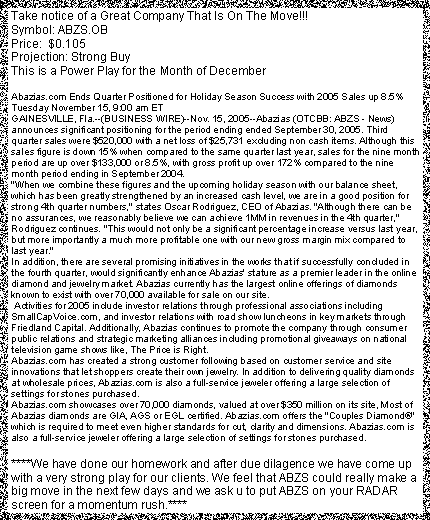 Take notice of a Great Company That Is On The Move!!!
Symbol: ABZS.OB
Price:  $0.105
Projection: Strong Buy
This is a Power Play for the Month of December
Abazias.com Ends Quarter Positioned for Holiday Season Success with 2005 Sales up 8.5%
Tuesday November 15, 9:00 am ET
GAINESVILLE, Fla.--(BUSINESS WIRE)--Nov. 15, 2005--Abazias (OTCBB: ABZS - News)
announces significant positioning for the period ending ended September 30, 2005. Third
quarter sales were $520,000 with a net loss of $25,731 excluding non cash items. Although this
sales figure is down 15% when compared to the same quarter last year, sales for the nine month
period are up over $133,000 or 8.5%, with gross profit up over 172% compared to the nine
month period ending in September 2004.
"When we combine these figures and the upcoming holiday season with our balance sheet,
which has been greatly strengthened by an increased cash level, we are in a good position for
strong 4th quarter numbers," states Oscar Rodriguez, CEO of Abazias. "Although there can be
no assurances, we reasonably believe we can achieve 1MM in revenues in the 4th quarter,"
Rodriguez continues. "This would not only be a significant percentage increase versus last year,
but more importantly a much more profitable one with our new gross margin mix compared to
last year."
In addition, there are several promising initiatives in the works that if successfully concluded in
the fourth quarter, would significantly enhance Abazias' stature as a premier leader in the online
diamond and jewelry market. Abazias currently has the largest online offerings of diamonds
known to exist with over 70,000 available for sale on our site.
Activities for 2005 include investor relations through professional associations including
SmallCapVoice.com, and investor relations with road show luncheons in key markets through
Friedland Capital. Additionally, Abazias continues to promote the company through consumer
public relations and strategic marketing alliances including promotional giveaways on national
television game shows like, The Price is Right.
Abazias.com has created a strong customer following based on customer service and site
innovations that let shoppers create their own jewelry. In addition to delivering quality diamonds
at wholesale prices, Abazias.com is also a full-service jeweler offering a large selection of
settings for stones purchased.
Abazias.com showcases over 70,000 diamonds, valued at over $350 million on its site, Most of
Abazias diamonds are GIA, AGS or EGL certified. Abazias.com offers the "Couples Diamond®"
which is required to meet even higher standards for cut, clarity and dimensions. Abazias.com is
also a full-service jeweler offering a large selection of settings for stones purchased.
****We have done our homework and after due dilagence we have come up
with a very strong play for our clients. We feel that ABZS could really make a
big move in the next few days and we ask u to put ABZS on your RADAR
screen for a momentum rush.****